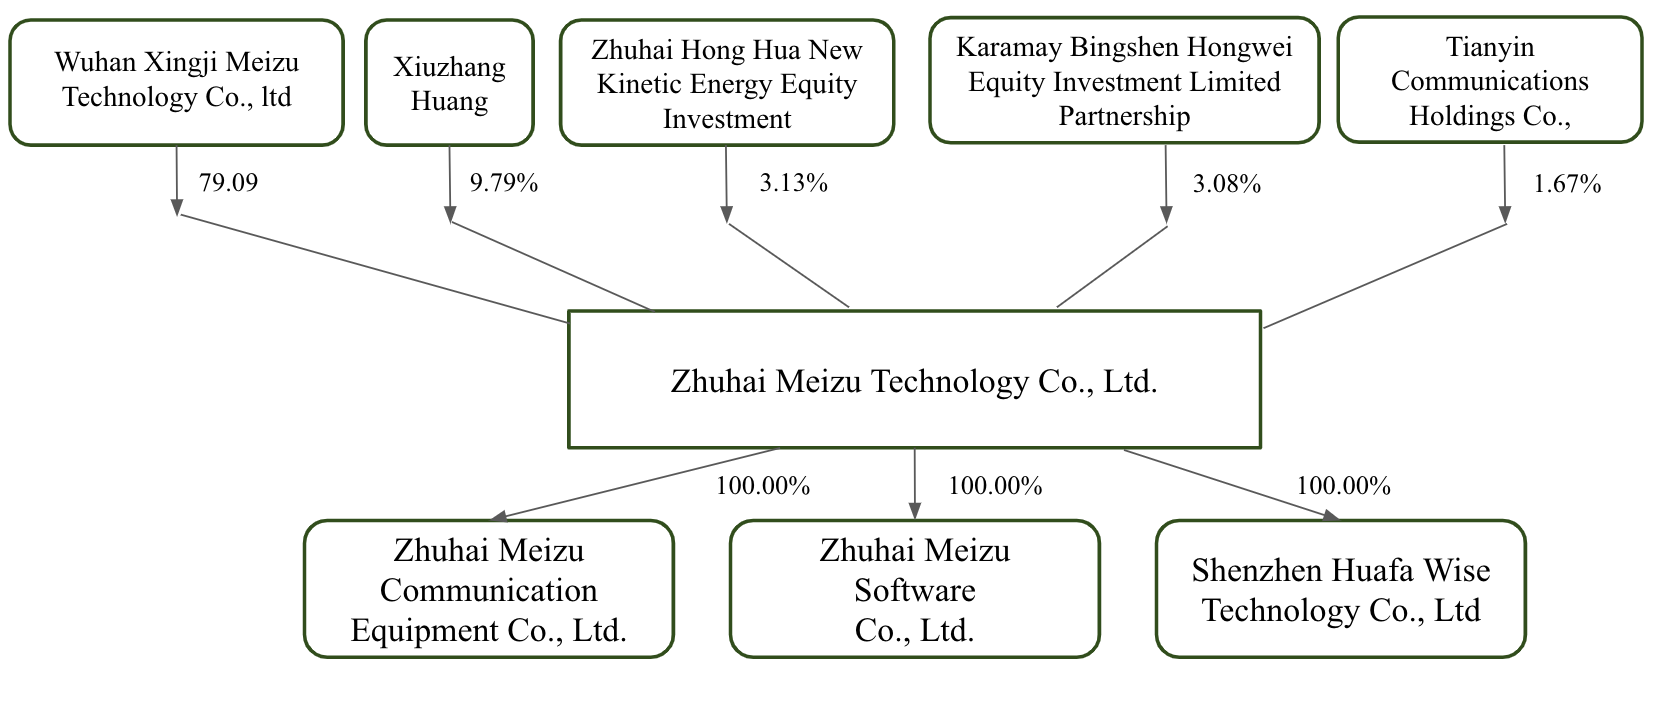 Wuhan Xingji Meizu
Technology Co., ltd
Xiuzhang
Huang
Zhuhai Hong Hua New
Kinetic Energy Equity
Investment
Karamay Bingshen Hongwei
Equity Investment Limited
Partnership
Tianyin
Communications
Holdings Co.,
79.09
9.79%
3.13%
3.08%
1.67%
Zhuhai Meizu Technology Co., Ltd.
100.00%
100.00%
100.00%
Zhuhai Meizu
Communication
Equipment Co., Ltd.
Zhuhai Meizu
Software
Co., Ltd.
Shenzhen Huafa Wise
Technology Co., Ltd